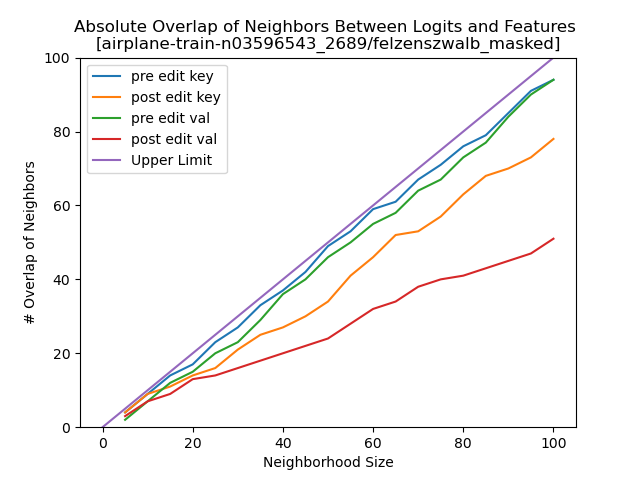 Absolute Overlap of Neighbors Between Logits and Features
[airplane-train-n03596543_2689/felzenszwalb_masked]
pre edit key
post edit key
pre edit val
post edit val
Upper Limit
# Overlap of Neighbors
100
80
60
40
20
0
0 20 40 60 80 100
Neighborhood Size